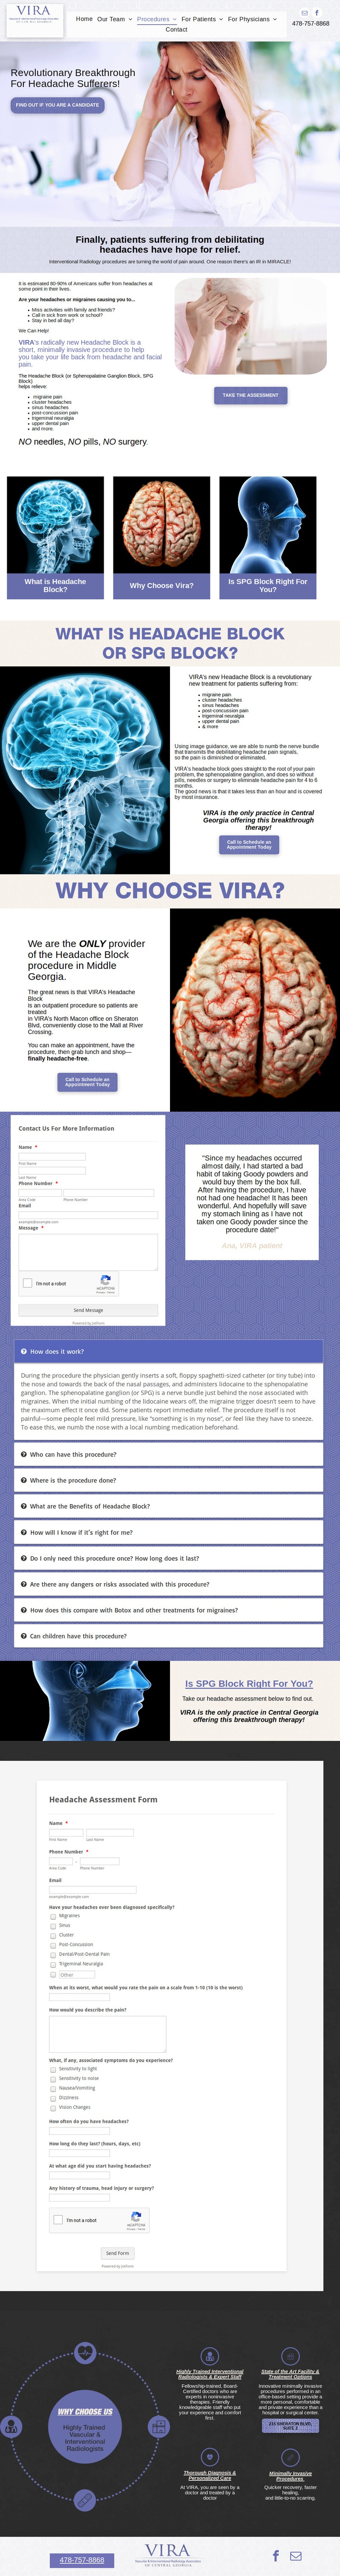 VIRA
Vascular & Interventional Radiology Associates
OF CENTRAL GEORGIA
Home Our Team Procedures For Patients For Physicians
Contact
478-757-8868
Revolutionary Breakthrough
For Headache Sufferers!
FIND OUT IF YOU ARE A CANDIDATE
Finally, patients suffering from debilitating
headaches have hope for relief.
Interventional Radiology procedures are turning the world of pain around. One reason there's an IR in MIRACLE!
It is estimated 80-90% of Americans suffer from headaches at
some point in their lives.
Are your headaches or migraines causing you to...
Miss activities with family and friends?
Call in sick from work or school?
Stay in bed all day?
We Can Help!
VIRA's radically new Headache Block is a
short, minimally invasive procedure to help
you take your life back from headache and facial
pain.
The Headache Block (or Sphenopalatine Ganglion Block, SPG
Block)
helps relieve:
migraine pain
cluster headaches
sinus headaches
post-concussion pain
trigeminal neuralgia
upper dental pain
and more.
NO needles, NO pills, NO surgery.
TAKE THE ASSESSMENT
What is Headache
Block?
Why Choose Vira?
Is SPG Block Right For
You?
WHAT IS HEADACHE BLOCK
OR SPG BLOCK?
VIRA's new Headache Block is a revolutionary
new treatment for patients suffering from:
migraine pain
cluster headaches
sinus headaches
post-concussion pain
trigeminal neuralgia
upper dental pain
& more
Using image guidance, we are able to numb the nerve bundle
that transmits the debilitating headache pain signals,
so the pain is diminished or eliminated.
VIRA's headache block goes straight to the root of your pain
problem, the sphenopalatine ganglion, and does so without
pills, needles, or surgery to eliminate headache pain for 4 to 6
months.
The good news is that it takes less than an hour and is covered
by most insurance.
VIRA is the only practice in Central
Georgia offering this breakthrough
therapy!
Call to Schedule an
Appointment Today
WHY CHOOSE VIRA?
We are the ONLY provider
of the Headache Block
procedure in Middle
Georgia.
The great news is that VIRA's Headache
Block
is an outpatient procedure so patients are
treated
in VIRA's North Macon office on Sheraton
Blvd, conveniently close to the Mall at River
Crossing.
You can make an appointment, have the
procedure, then grab lunch and shop—
finally headache-free.
Call to Schedule an
Appointment Today
Contact Us For More Information
Name *
First Name
Last Name
Phone Number *
Area Code Phone Number
Email
example@example.com
Message *
I'm not a robot
reCAPTCHA
Privacy - Terms
Send Message
Powered by Jotform
"Since my headaches occurred
almost daily, I had started a bad
habit of taking Goody powders and
would buy them by the box full.
After having the procedure, I have
not had one headache! It has been
wonderful. And hopefully will save
my stomach lining as I have not
taken one Goody powder since the
procedure date!"
Ana, VIRA patient
How does it work?
During the procedure the physician gently inserts a soft, floppy spaghetti-sized catheter (or tiny tube) into
the nose and towards the back of the nasal passages, and administers lidocaine to the sphenopalatine
ganglion. The sphenopalatine ganglion (or SPG) is a nerve bundle just behind the nose associated with
migraines. When the initial numbing of the lidocaine wears off, the migraine trigger doesn't seem to have
the maximum effect it once did. Some patients report immediate relief. The procedure itself is not
painful—some people feel mild pressure, like "something is in my nose", or feel like they have to sneeze.
To ease this, we numb the nose with a local numbing medication beforehand.
Who can have this procedure?
Where is the procedure done?
What are the Benefits of Headache Block?
How will I know if it's right for me?
Do I only need this procedure once? How long does it last?
Are there any dangers or risks associated with this procedure?
How does this compare with Botox and other treatments for migraines?
Can children have this procedure?
Is SPG Block Right For You?
Take our headache assessment below to find out.
VIRA is the only practice in Central Georgia
offering this breakthrough therapy!
Headache Assessment Form
Name *
First Name Last Name
Phone Number *
-
Area Code Phone Number
Email
example@example.com
Have your headaches ever been diagnosed specifically?
Migraines
Sinus
Cluster
Post-Concussion
Dental/Post-Dental Pain
Trigeminal Neuralgia
Other
When at its worst, what would you rate the pain on a scale from 1-10 (10 is the worst)
How would you describe the pain?
What, if any, associated symptoms do you experience?
Sensitivity to light
Sensitivity to noise
Nausea/Vomiting
Dizziness
Vision Changes
How often do you have headaches?
How long do they last? (hours, days, etc)
At what age did you start having headaches?
Any history of trauma, head injury or surgery?
I'm not a robot
reCAPTCHA
Privacy - Terms
Send Form
Powered by Jotform
WHY CHOOSE US
Highly Trained
Vascular &
Interventional
Radiologists
Highly Trained Interventional
Radiologists & Expert Staff
Fellowship-trained, Board-
Certified doctors who are
experts in noninvasive
therapies. Friendly
knowledgeable staff who put
your experience and comfort
first.
State of the Art Facility &
Treatment Options
Innovative minimally invasive
procedures performed in an
office-based setting provide a
more personal, comfortable
and private experience than a
hospital or surgical center.
211 SHERATON BLVD,
SUITE 2
Thorough Diagnosis &
Personalized Care
At VIRA, you are seen by a
doctor and treated by a
doctor
Minimally Invasive
Procedures
Quicker recovery, faster
healing,
and little-to-no scarring.
478-757-8868
VIRA
Vascular & Interventional Radiology Associates
OF CENTRAL GEORGIA